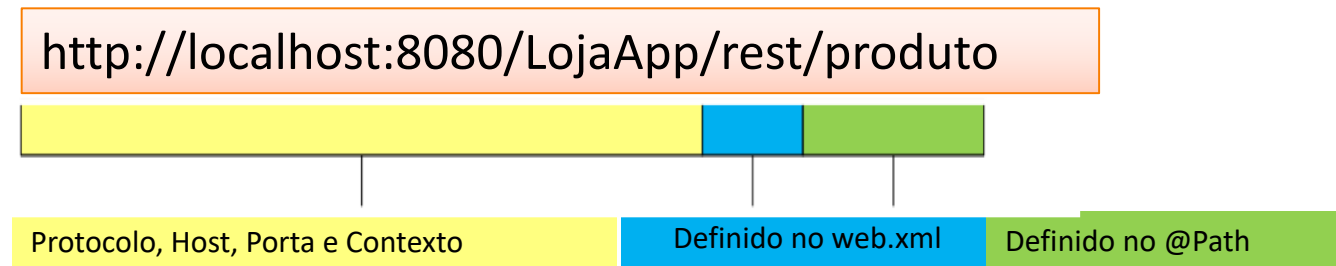 http://localhost:8080/LojaApp/rest/produto
Protocolo, Host, Porta e Contexto
Definido no web.xml
Definido no @Path